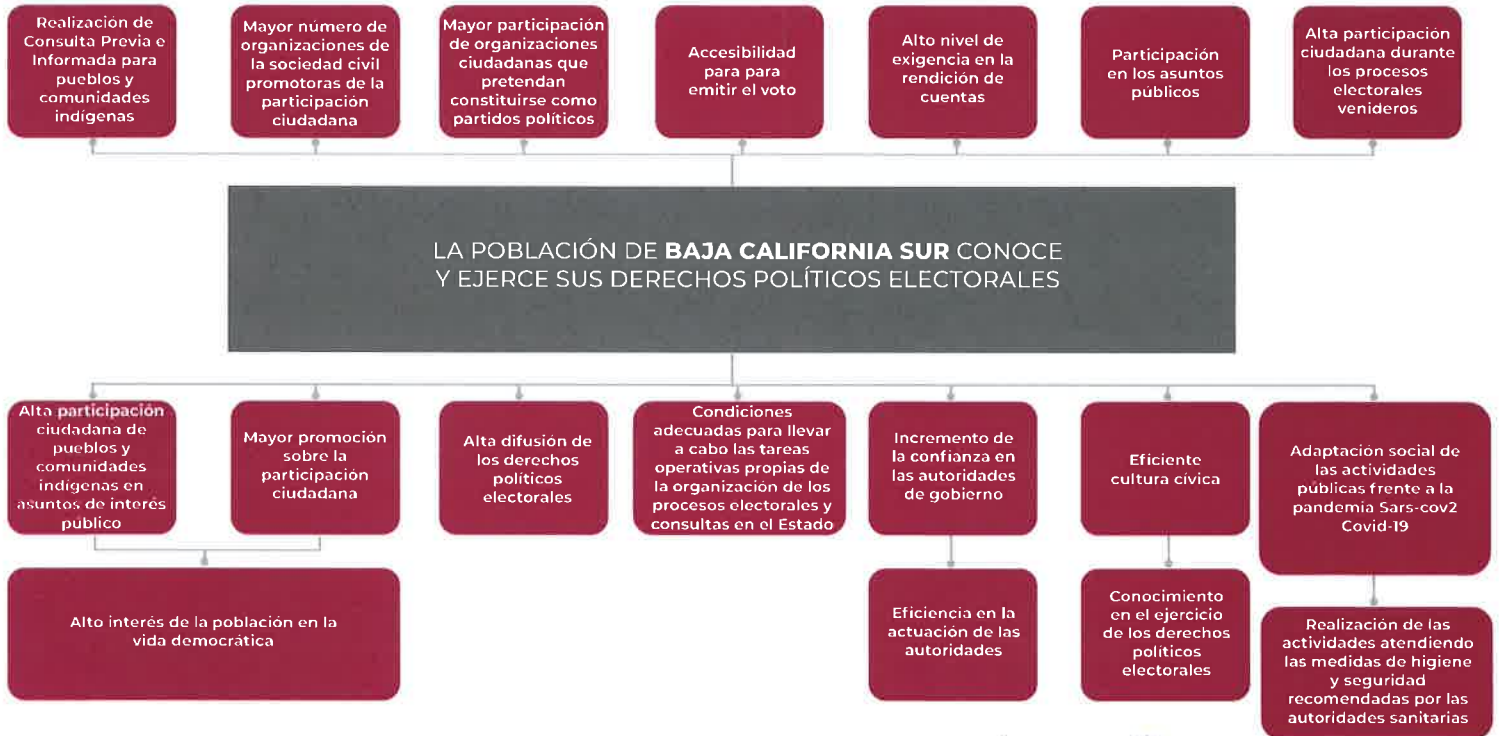 Realización de
Consulta Previa e
Informada para
pueblos y
comunidades
indígenas
Mayor número de
organizaciones de
la sociedad civil
promotoras de la
participación
ciudadana
Mayor participación
de organizaciones
ciudadanas que
pretendan
constituirse como
partidos políticos
Accesibilidad
para para
emitir el voto
Alto nivel de
exigencia en la
rendición de
cuentas
Participación
en los asuntos
públicos
Alta participación
ciudadana durante
los procesos
electorales
venideros
LA POBLACIÓN DE BAJA CALIFORNIA SUR CONOCE
Y EJERCE SUS DERECHOS POLÍTICOS ELECTORALES
Alta participación
ciudadana de
pueblos y
comunidades
indígenas en
asuntos de interés
público
Mayor promoción
sobre la
participación
ciudadana
Alta difusión de
los derechos
políticos
electorales
Condiciones
adecuadas para llevar
a cabo las tareas
operativas propias de
la organización de los
procesos electorales y
consultas en el Estado
Incremento de
la confianza en
las autoridades
de gobierno
Eficiente
cultura cívica
Adaptación social de
las actividades
públicas frente a la
pandemia Sars-cov2
Covid-19
Alto interés de la población en la
vida democrática
Eficiencia en la
actuación de las
autoridades
Conocimiento
en el ejercicio
de los derechos
políticos
electorales
Realización de las
actividades atendiendo
las medidas de higiene
y seguridad
recomendadas por las
autoridades sanitarias